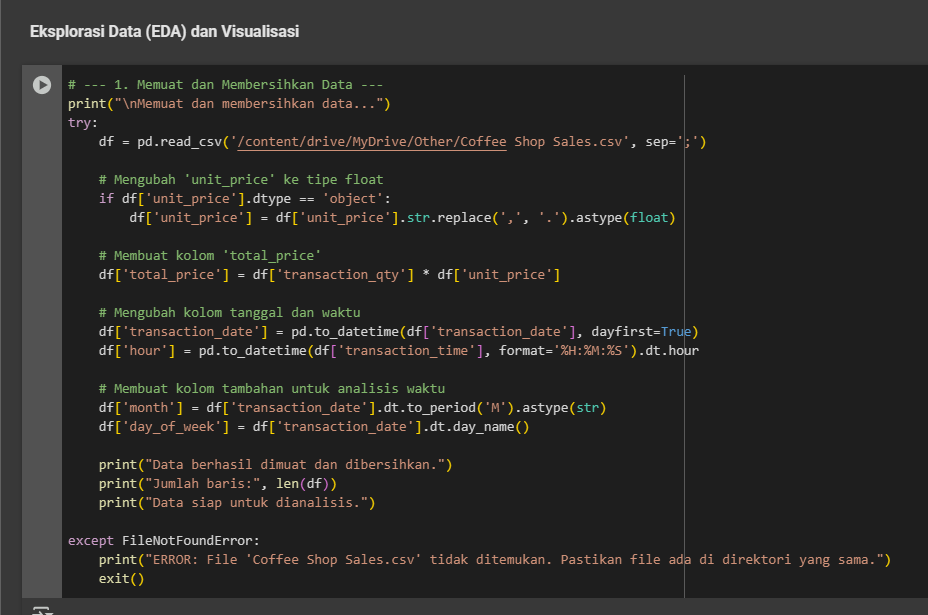 Eksplorasi Data (EDA) dan Visualisasi
# --- 1. Memuat dan Membersihkan Data ---
print("\nMemuat dan membersihkan data...")
try:
    df = pd.read_csv('/content/drive/MyDrive/Other/Coffee Shop Sales.csv', sep=';')
    # Mengubah 'unit_price' ke tipe float
    if df['unit_price'].dtype == 'object':
        df['unit_price'] = df['unit_price'].str.replace(',', '.').astype(float)
    # Membuat kolom 'total_price'
    df['total_price'] = df['transaction_qty'] * df['unit_price']
    # Mengubah kolom tanggal dan waktu
    df['transaction_date'] = pd.to_datetime(df['transaction_date'], dayfirst=True)
    df['hour'] = pd.to_datetime(df['transaction_time'], format='%H:%M:%S').dt.hour
    # Membuat kolom tambahan untuk analisis waktu
    df['month'] = df['transaction_date'].dt.to_period('M').astype(str)
    df['day_of_week'] = df['transaction_date'].dt.day_name()
    print("Data berhasil dimuat dan dibersihkan.")
    print("Jumlah baris:", len(df))
    print("Data siap untuk dianalisis.")
except FileNotFoundError:
    print("ERROR: File 'Coffee Shop Sales.csv' tidak ditemukan. Pastikan file ada di direktori yang sama.")
    exit()